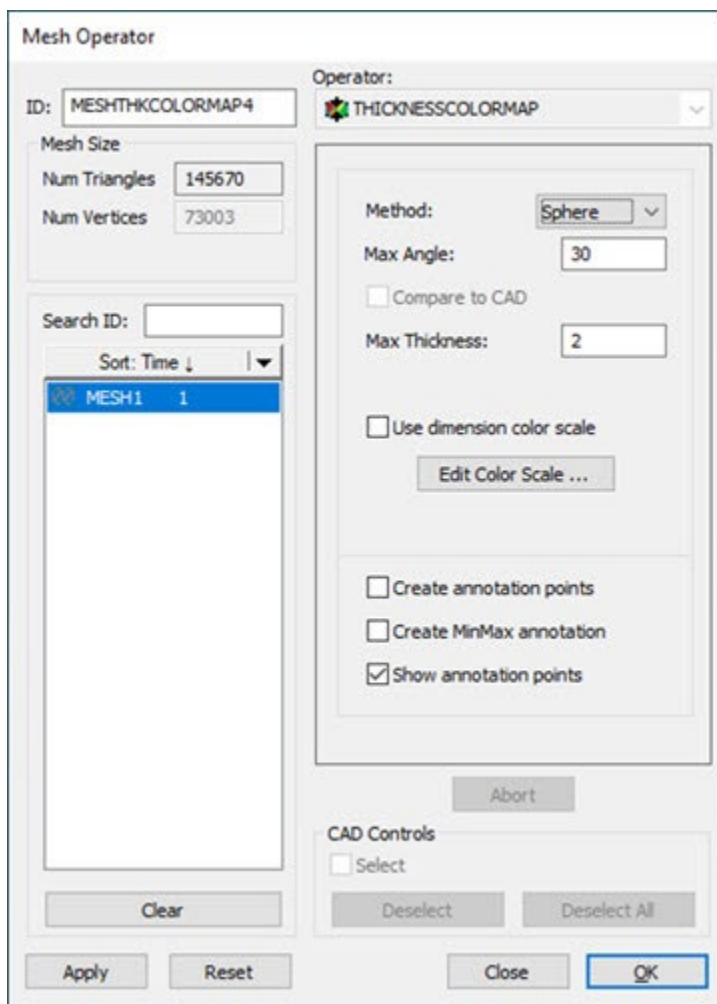 Mesh Operator
ID: MESHTHKCOLORMAP4
Operator:
THICKNESSCOLORMAP
Mesh Size
Num Triangles 145670
Num Vertices 73003
Search ID:
Sort: Time ↓
MESH1 1
Clear
Method: Sphere
Max Angle: 30
Compare to CAD
Max Thickness: 2
Use dimension color scale
Edit Color Scale ...
Create annotation points
Create MinMax annotation
Show annotation points
Abort
CAD Controls
Select
Deselect Deselect All
Apply Reset Close OK